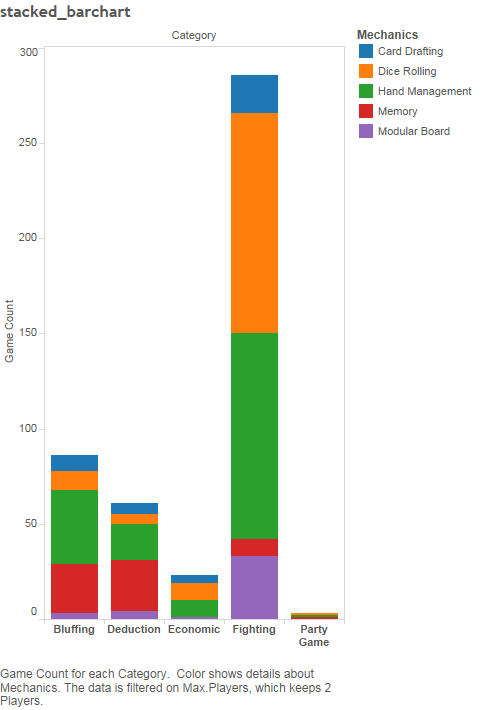 stacked_barchart
Category
Mechanics
Card Drafting
Dice Rolling
Hand Management
Memory
Modular Board
300
250
200
150
100
50
0
Game Count
Bluffing
Deduction
Economic
Fighting
Party
Game
Game Count for each Category.  Color shows details about
Mechanics. The data is filtered on Max.Players, which keeps 2
Players.